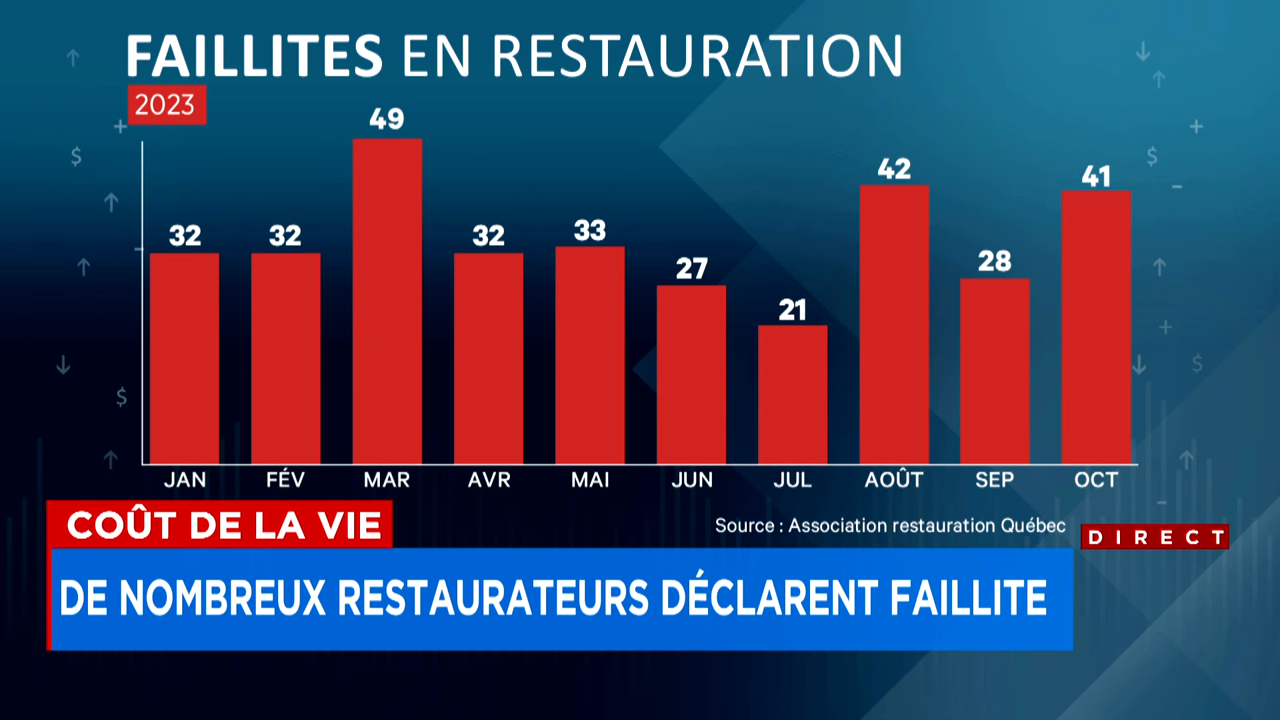 FAILLITES EN RESTAURATION
2023
49
42
41
32
32
32
33
27
28
21
JAN FÉV MAR AVR MAI JUN JUL AOÛT SEP OCT
COÛT DE LA VIE
Source : Association restauration Québec
DIRECT
DE NOMBREUX RESTAURATEURS DÉCLARENT FAILLITE